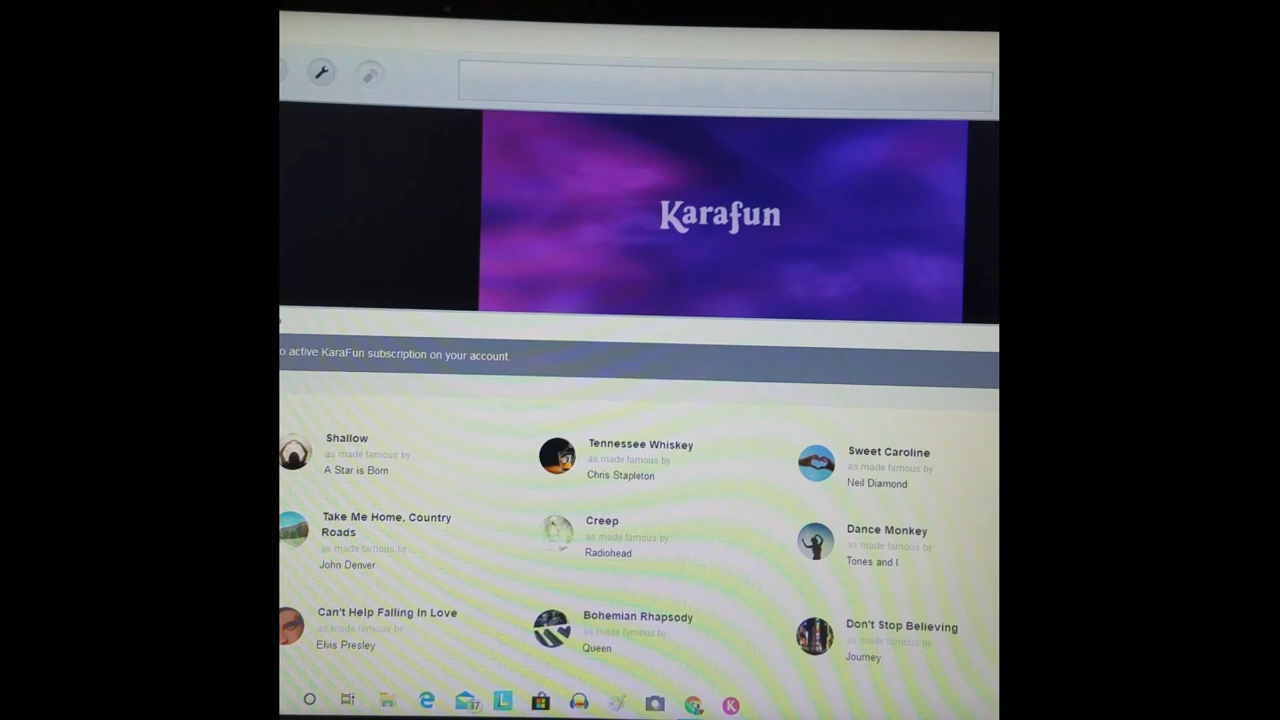 Karafun
o active KaraFun subscription on your account.
Shallow
as made famous by
A Star is Born
Tennessee Whiskey
as made famous by
Chris Stapleton
Sweet Caroline
as made famous by
Neil Diamond
Take Me Home, Country
Roads
as made famous by
John Denver
Creep
as made famous by
Radiohead
Dance Monkey
as made famous by
Tones and I
Can't Help Falling In Love
as made famous by
Elvis Presley
Bohemian Rhapsody
as made famous by
Queen
Don't Stop Believing
as made famous by
Journey
37
L
K